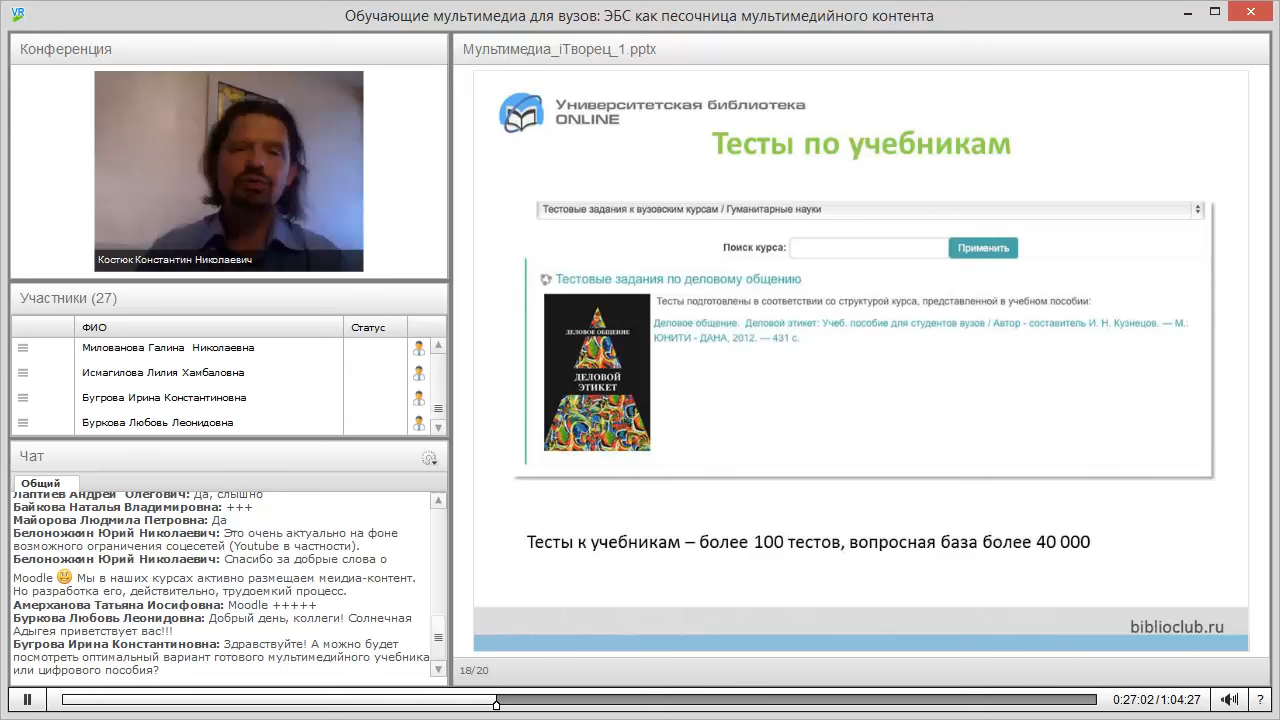 VR
Обучающие мультимедиа для вузов: ЭБС как песочница мультимедийного контента
Конференция
Костюк Константин Николаевич
Участники (27)
ФИО
Статус
Милованова Галина Николаевна
Исмагилова Лилия Хамбаловна
Бугрова Ирина Константиновна
Буркова Любовь Леонидовна
Чат
Общий
Лаптиев Андрей Олегович: Да, слышно
Байкова Наталья Владимировна: +++
Майорова Людмила Петровна: Да
Белоножкин Юрий Николаевич: Это очень актуально на фоне
возможного ограничения соцсетей (Youtube в частности).
Белоножкин Юрий Николаевич: Спасибо за добрые слова о
Moodle Мы в наших курсах активно размещаем меидиа-контент.
Но разработка его, действительно, трудоемкий процесс.
Амерханова Татьяна Иосифовна: Moodle +++++
Буркова Любовь Леонидовна: Добрый день, коллеги! Солнечная
Адыгея приветствует вас!!!
Бугрова Ирина Константиновна: Здравствуйте! А можно будет
посмотреть оптимальный вариант готового мультимедийного учебника
или цифрового пособия?
Мультимедиа_iТворец_1.pptx
Университетская библиотека
ONLINE
Тесты по учебникам
Тестовые задания к вузовским курсам / Гуманитарные науки
Поиск курса:
Применить
Тестовые задания по деловому общению
Тесты подготовлены в соответствии со структурой курса, представленной в учебном пособии:
Деловое общение. Деловой этикет: Учеб. пособие для студентов вузов / Автор - составитель И. Н. Кузнецов. — М.:
ЮНИТИ - ДАНА, 2012. — 431 с.
ДЕЛОВОЕ ОБЩЕНИЕ
ДЕЛОВОЙ
ЭТИКЕТ
Тесты к учебникам – более 100 тестов, вопросная база более 40 000
biblioclub.ru
18/20
0:27:02/1:04:27
?